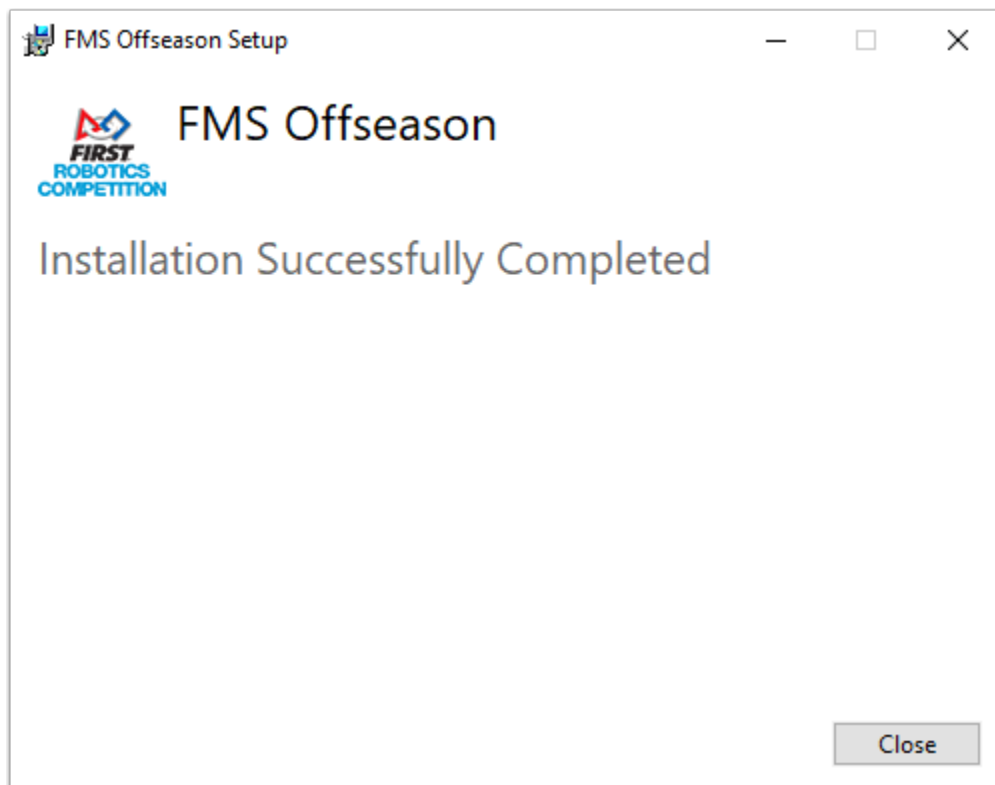 FMS Offseason Setup
FMS Offseason
FIRST
ROBOTICS
COMPETITION
Installation Successfully Completed
Close